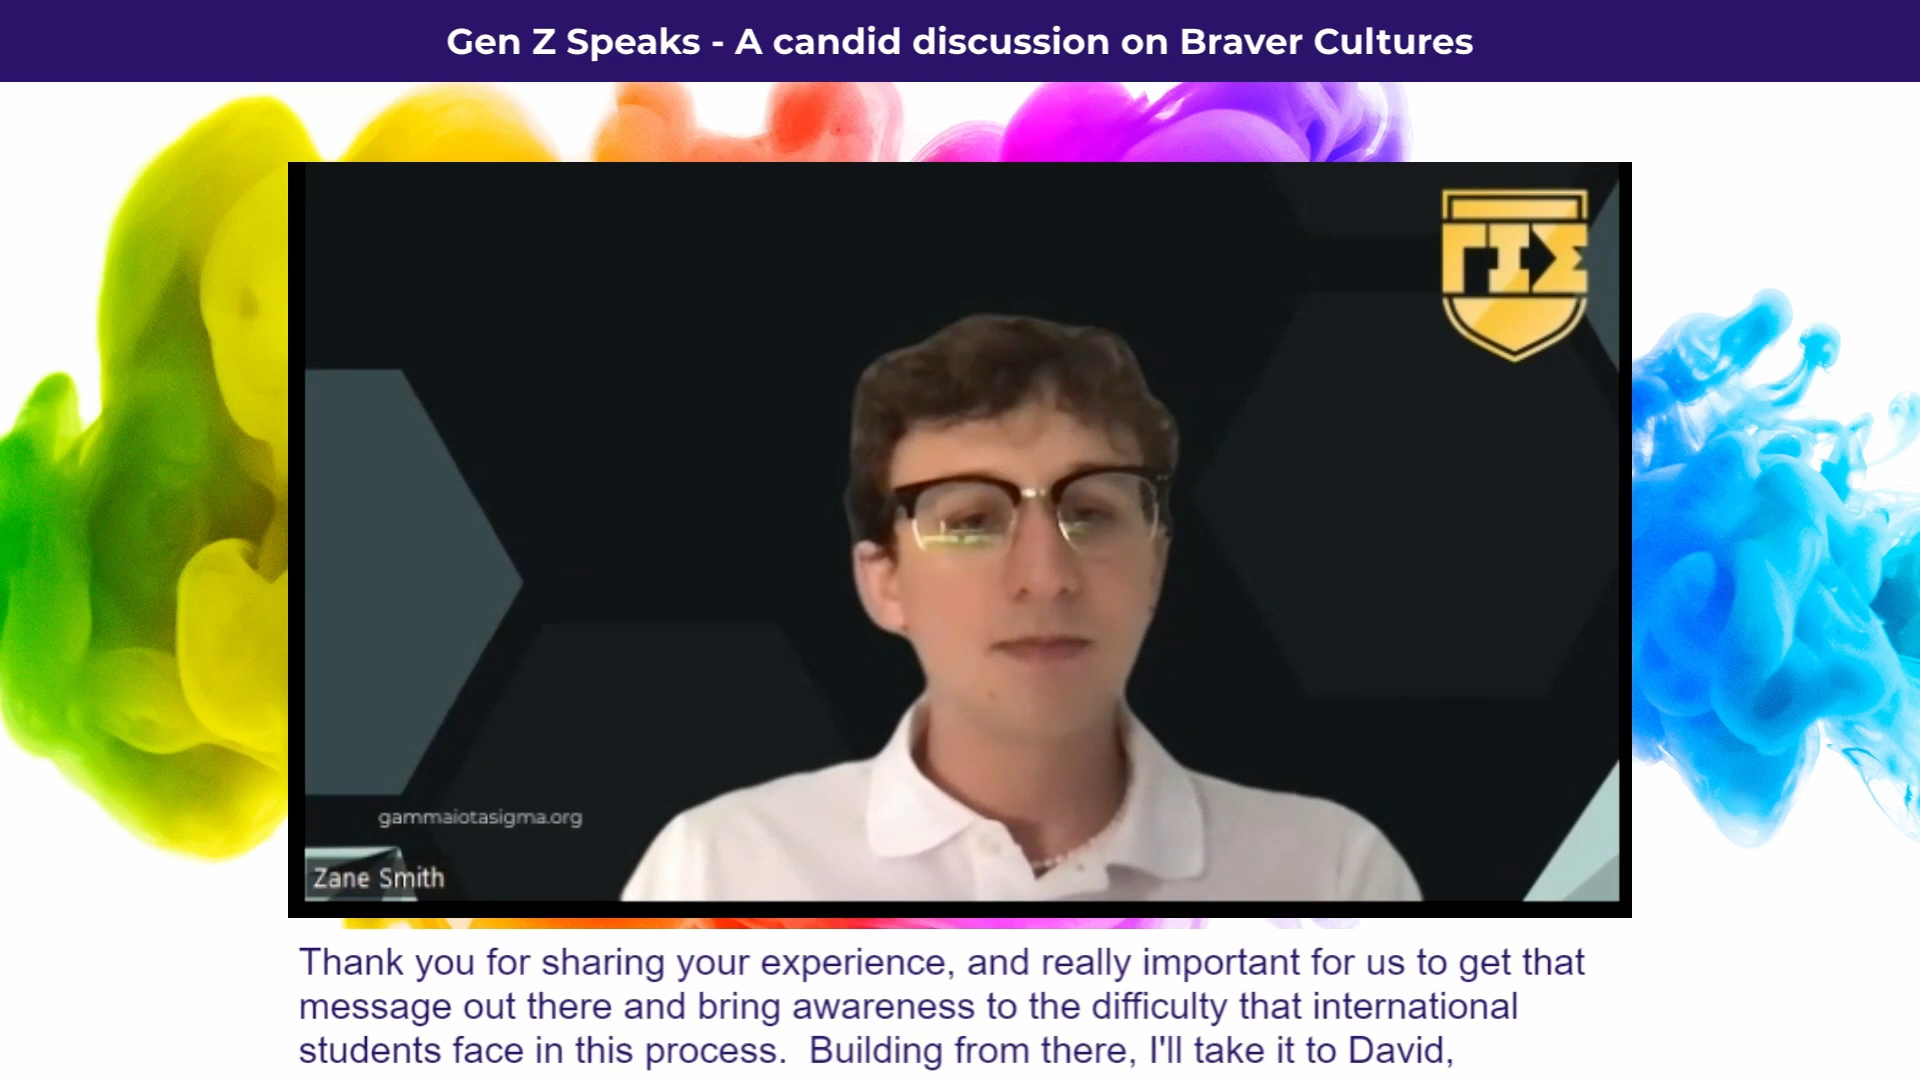 Gen Z Speaks - A candid discussion on Braver Cultures
ΓΙΣ
gammaiotasigma.org
Zane Smith
Thank you for sharing your experience, and really important for us to get that
message out there and bring awareness to the difficulty that international
students face in this process.  Building from there, I'll take it to David,